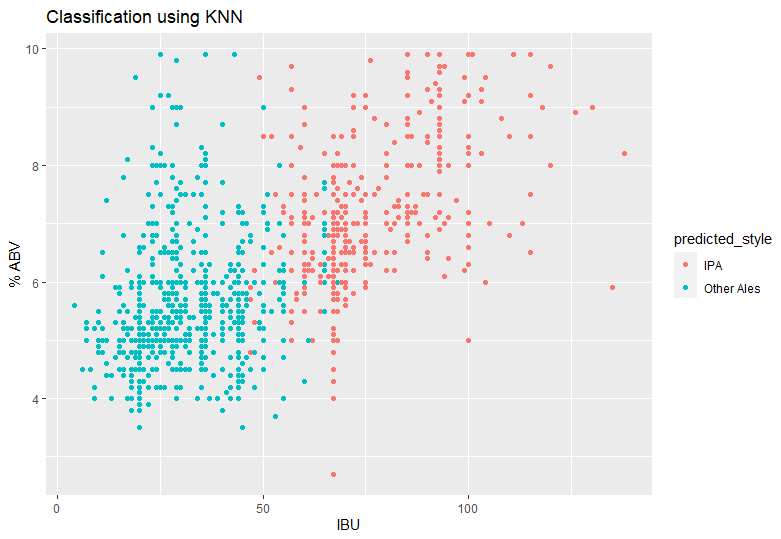 Classification using KNN
10
8
6
4
% ABV
0
50
100
IBU
predicted_style
IPA
Other Ales